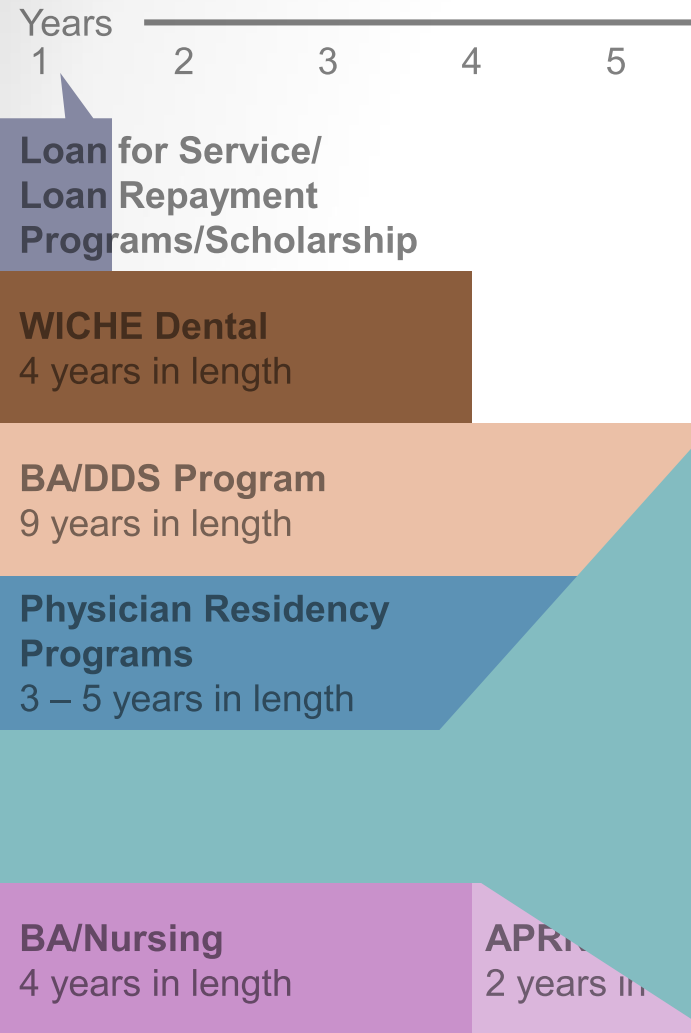 Years
1 2 3 4 5
Loan for Service/
Loan Repayment
Programs/Scholarship
WICHE Dental
4 years in length
BA/DDS Program
9 years in length
Physician Residency
Programs
3 – 5 years in length
BA/Nursing
4 years in length
2 years in